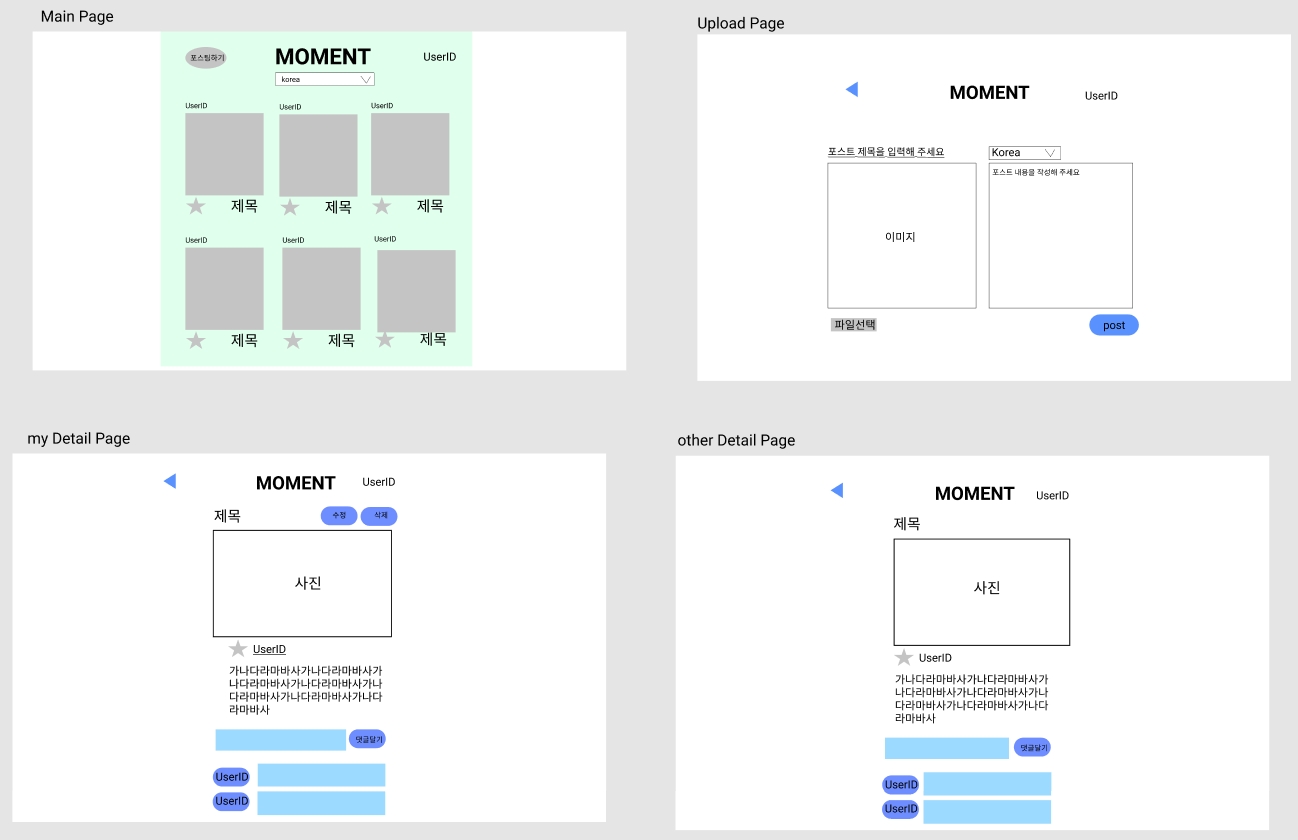 Main Page
포스팅하기
MOMENT
UserID
korea
UserID
UserID
UserID
제목
제목
제목
UserID
UserID
UserID
제목
제목
제목
Upload Page
MOMENT
UserID
포스트 제목을 입력해 주세요
Korea
이미지
포스트 내용을 작성해 주세요
파일선택
post
my Detail Page
MOMENT
UserID
제목
수정
삭제
사진
UserID
가나다라마바사가나다라마바사가
나다라마바사가나다라마바사가나
다라마바사가나다라마바사가나다
라마바사
댓글달기
UserID
UserID
other Detail Page
MOMENT
UserID
제목
사진
UserID
가나다라마바사가나다라마바사가
나다라마바사가나다라마바사가나
다라마바사가나다라마바사가나다
라마바사
댓글달기
UserID
UserID